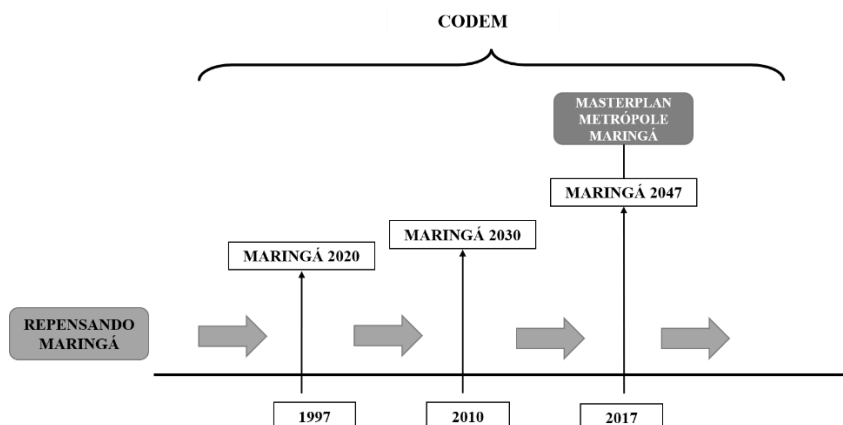 CODEM
MASTERPLAN
METRÓPOLE
MARINGÁ
MARINGÁ 2047
MARINGÁ 2030
MARINGÁ 2020
REPENSANDO
MARINGÁ
1997
2010
2017